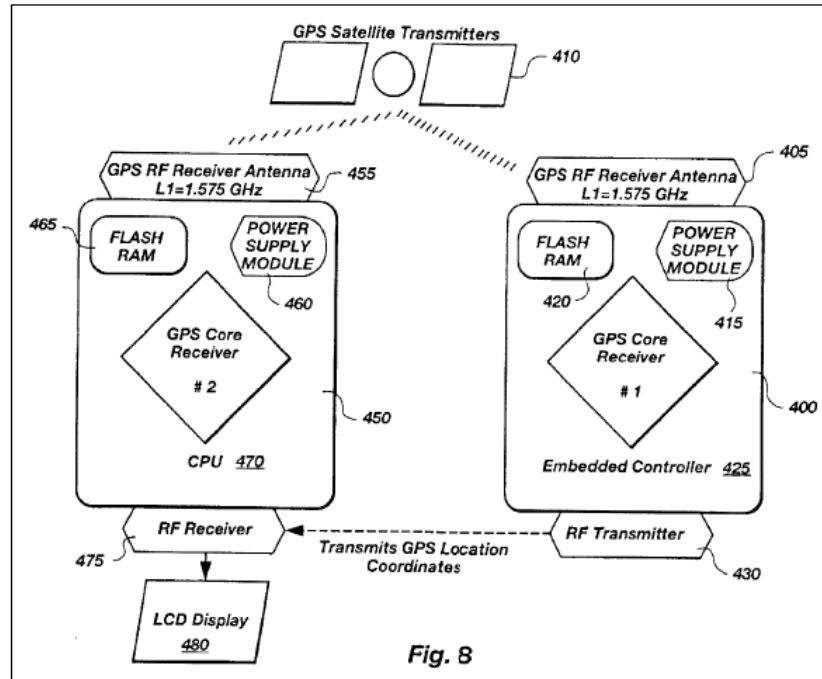 GPS Satellite Transmitters
410
GPS RF Receiver Antenna
L1=1.575 GHz
455
465
FLASH
RAM
POWER
SUPPLY
MODULE
460
GPS Core
Receiver
# 2
450
CPU 470
RF Receiver
475
LCD Display
480
GPS RF Receiver Antenna
L1=1.575 GHz
405
FLASH
RAM
420
POWER
SUPPLY
MODULE
415
GPS Core
Receiver
# 1
400
Embedded Controller 425
RF Transmitter
430
Transmits GPS Location
Coordinates
Fig. 8